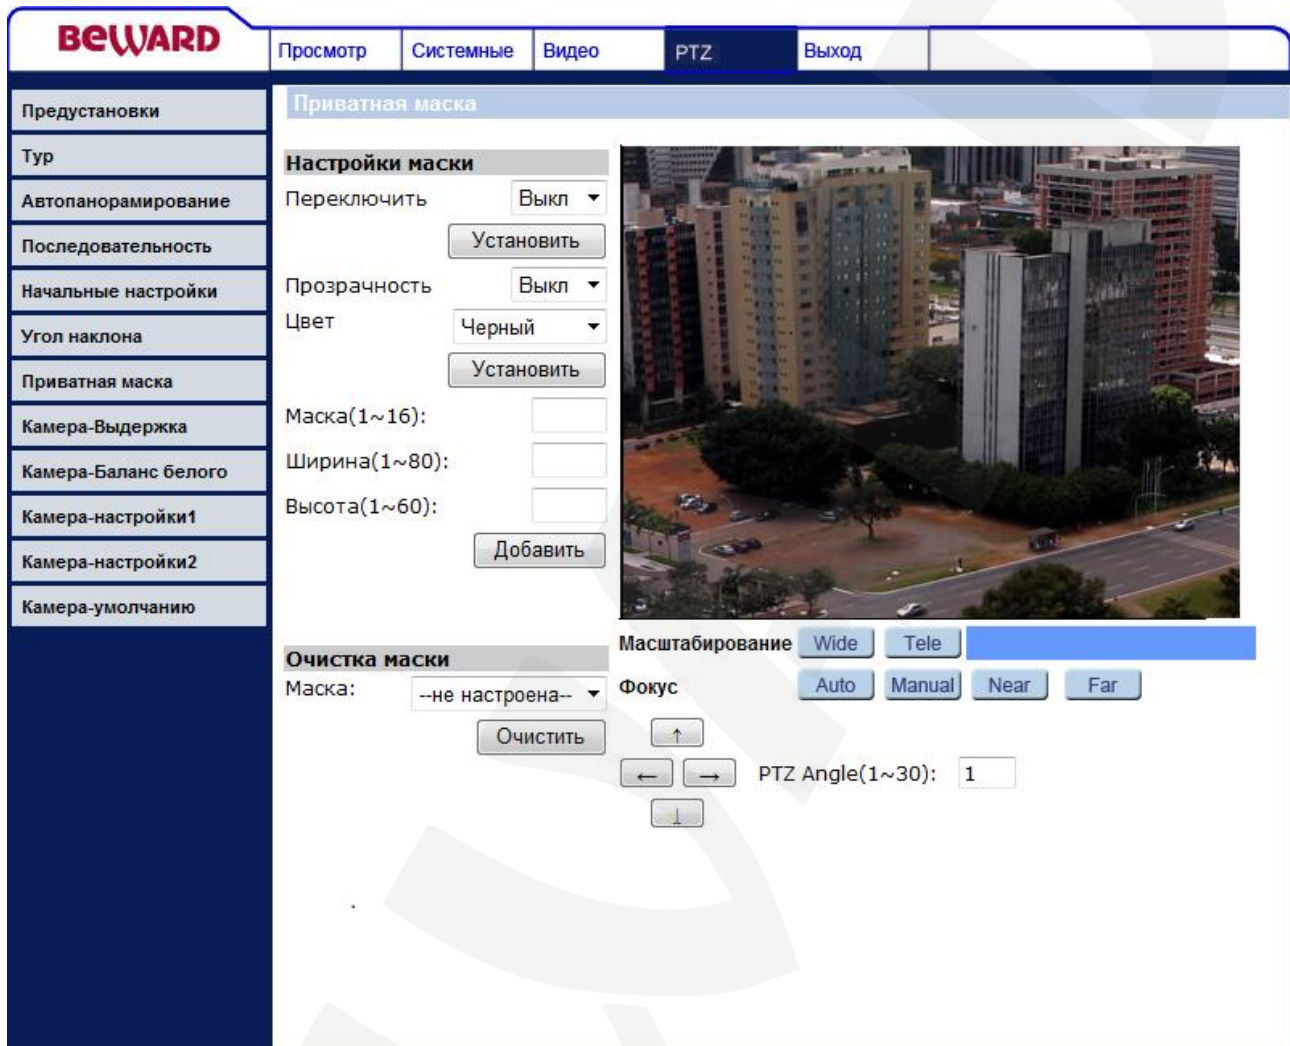 BEWARD
Просмотр Системные Видео PTZ Выход
Предустановки
Тур
Автопанорамирование
Последовательность
Начальные настройки
Угол наклона
Приватная маска
Камера-Выдержка
Камера-Баланс белого
Камера-настройки1
Камера-настройки2
Камера-умолчанию
Приватная маска
Настройки маски
Переключить Выкл
Установить
Прозрачность Выкл
Цвет Черный
Установить
Маска(1~16):
Ширина(1~80):
Высота(1~60):
Добавить
Очистка маски
Маска: --не настроена--
Очистить
Масштабирование Wide Tele
Фокус Auto Manual Near Far
↑
← → PTZ Angle(1~30): 1
↓